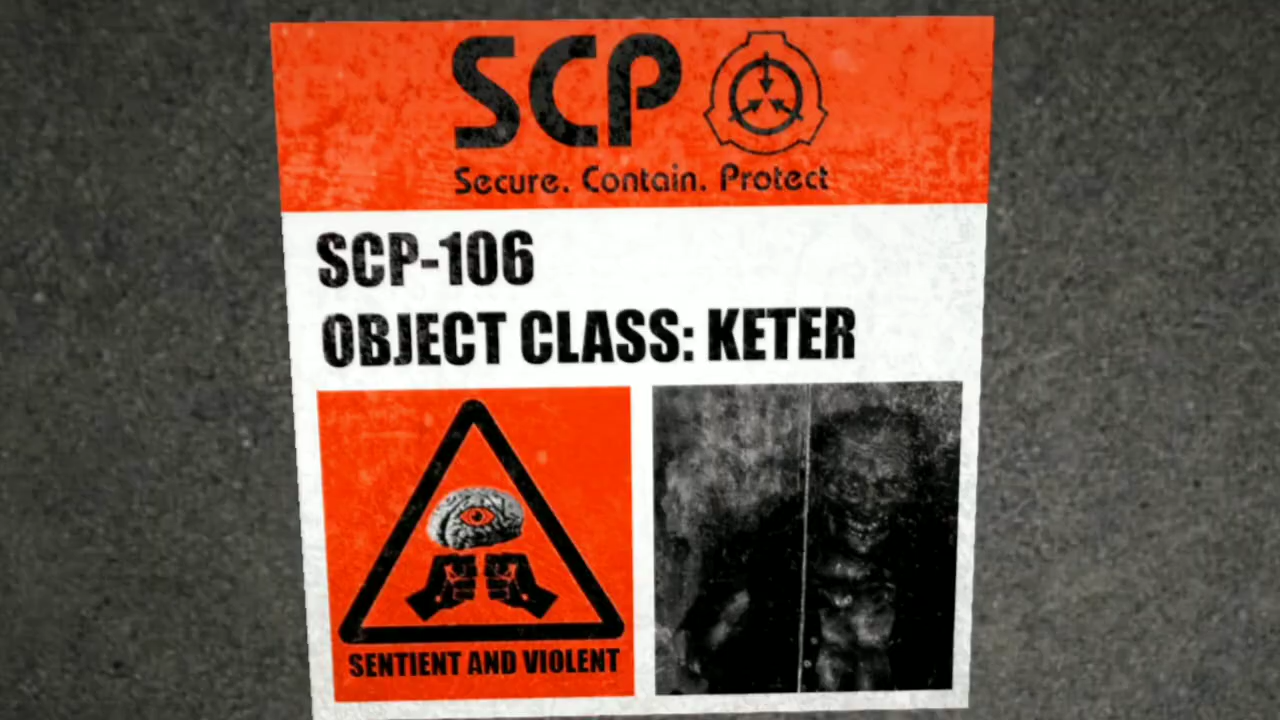 SCP
Secure. Contain. Protect
SCP-106
OBJECT CLASS: KETER
SENTIENT AND VIOLENT